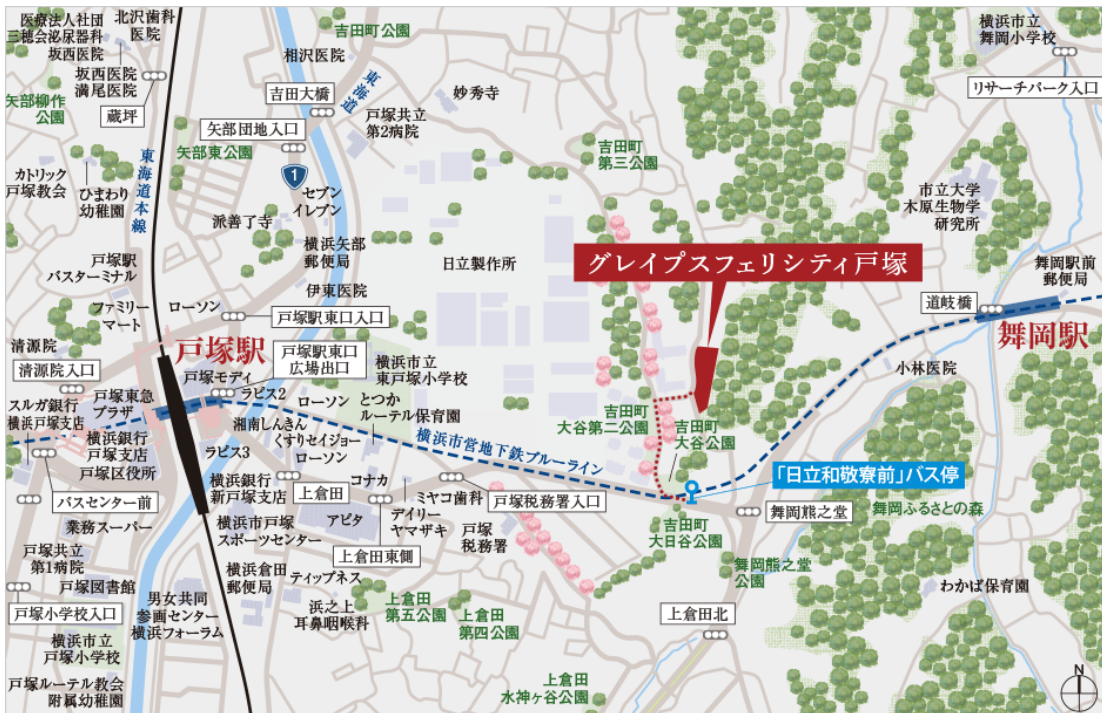 医療法人社団
三穂会泌尿器科
坂西医院
北沢歯科
医院
坂西医院
満尾医院
蔵坪
矢部柳作
公園
カトリック
戸塚教会
ひまわり
幼稚園
東海道本線
矢部東公園
矢部団地入口
吉田大橋
相沢医院
吉田町公園
東海道
戸塚共立
第2病院
妙秀寺
吉田町
第三公園
横浜市立
舞岡小学校
リサーチパーク入口
市立大学
木原生物学
研究所
1
セブン
イレブン
派善了寺
横浜矢部
郵便局
伊東医院
日立製作所
グレイプスフェリシティ戸塚
舞岡駅前
郵便局
道岐橋
舞岡駅
小林医院
戸塚駅
バスターミナル
ファミリー
マート
ローソン
戸塚駅東口入口
清源院
清源院入口
戸塚駅
戸塚駅東口
広場出口
戸塚モディ
ラピス2
ローソン
横浜市立
東戸塚小学校
とつか
ルーテル保育園
スルガ銀行
横浜戸塚支店
戸塚東急
プラザ
横浜銀行
戸塚支店
戸塚区役所
湘南しんきん
くすりセイジョー
ローソン
ラピス3
横浜市営地下鉄ブルーライン
吉田町
大谷第二公園
吉田町
大谷公園
「日立和敬寮前」バス停
バスセンター前
業務スーパー
横浜銀行
新戸塚支店
上倉田
コナカ
ミヤコ歯科
デイリー
ヤマザキ
戸塚税務署入口
戸塚
税務署
アピタ
上倉田東側
横浜市戸塚
スポーツセンター
吉田町
大日谷公園
舞岡熊之堂
舞岡ふるさとの森
舞岡熊之堂
公園
わかば保育園
戸塚共立
第1病院
戸塚図書館
戸塚小学校入口
横浜市立
戸塚小学校
戸塚ルーテル教会
附属幼稚園
男女共同
参画センター
横浜フォーラム
横浜倉田
郵便局
ティップネス
浜之上
耳鼻咽喉科
上倉田
第五公園
上倉田
第四公園
上倉田北
上倉田
水神ヶ谷公園
N